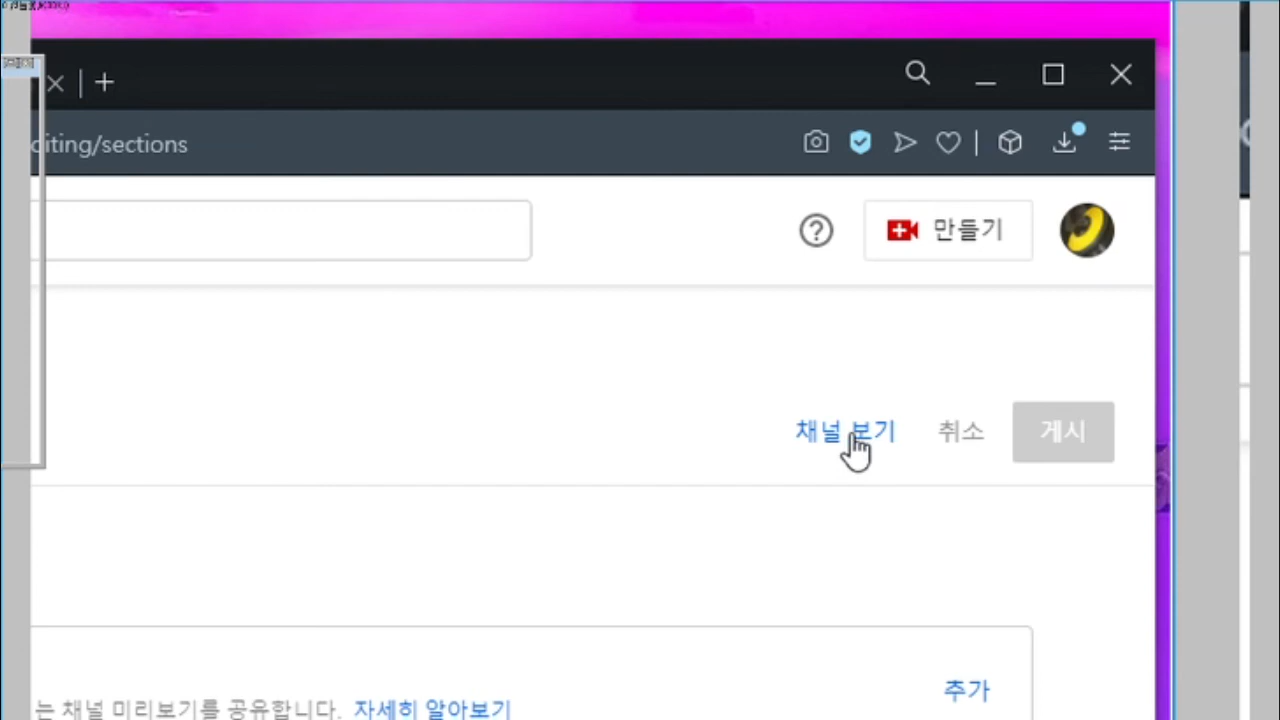 diting/sections
만들기
채널 보기 취소 게시
추가
는 채널 미리보기를 공유합니다. 자세히 알아보기